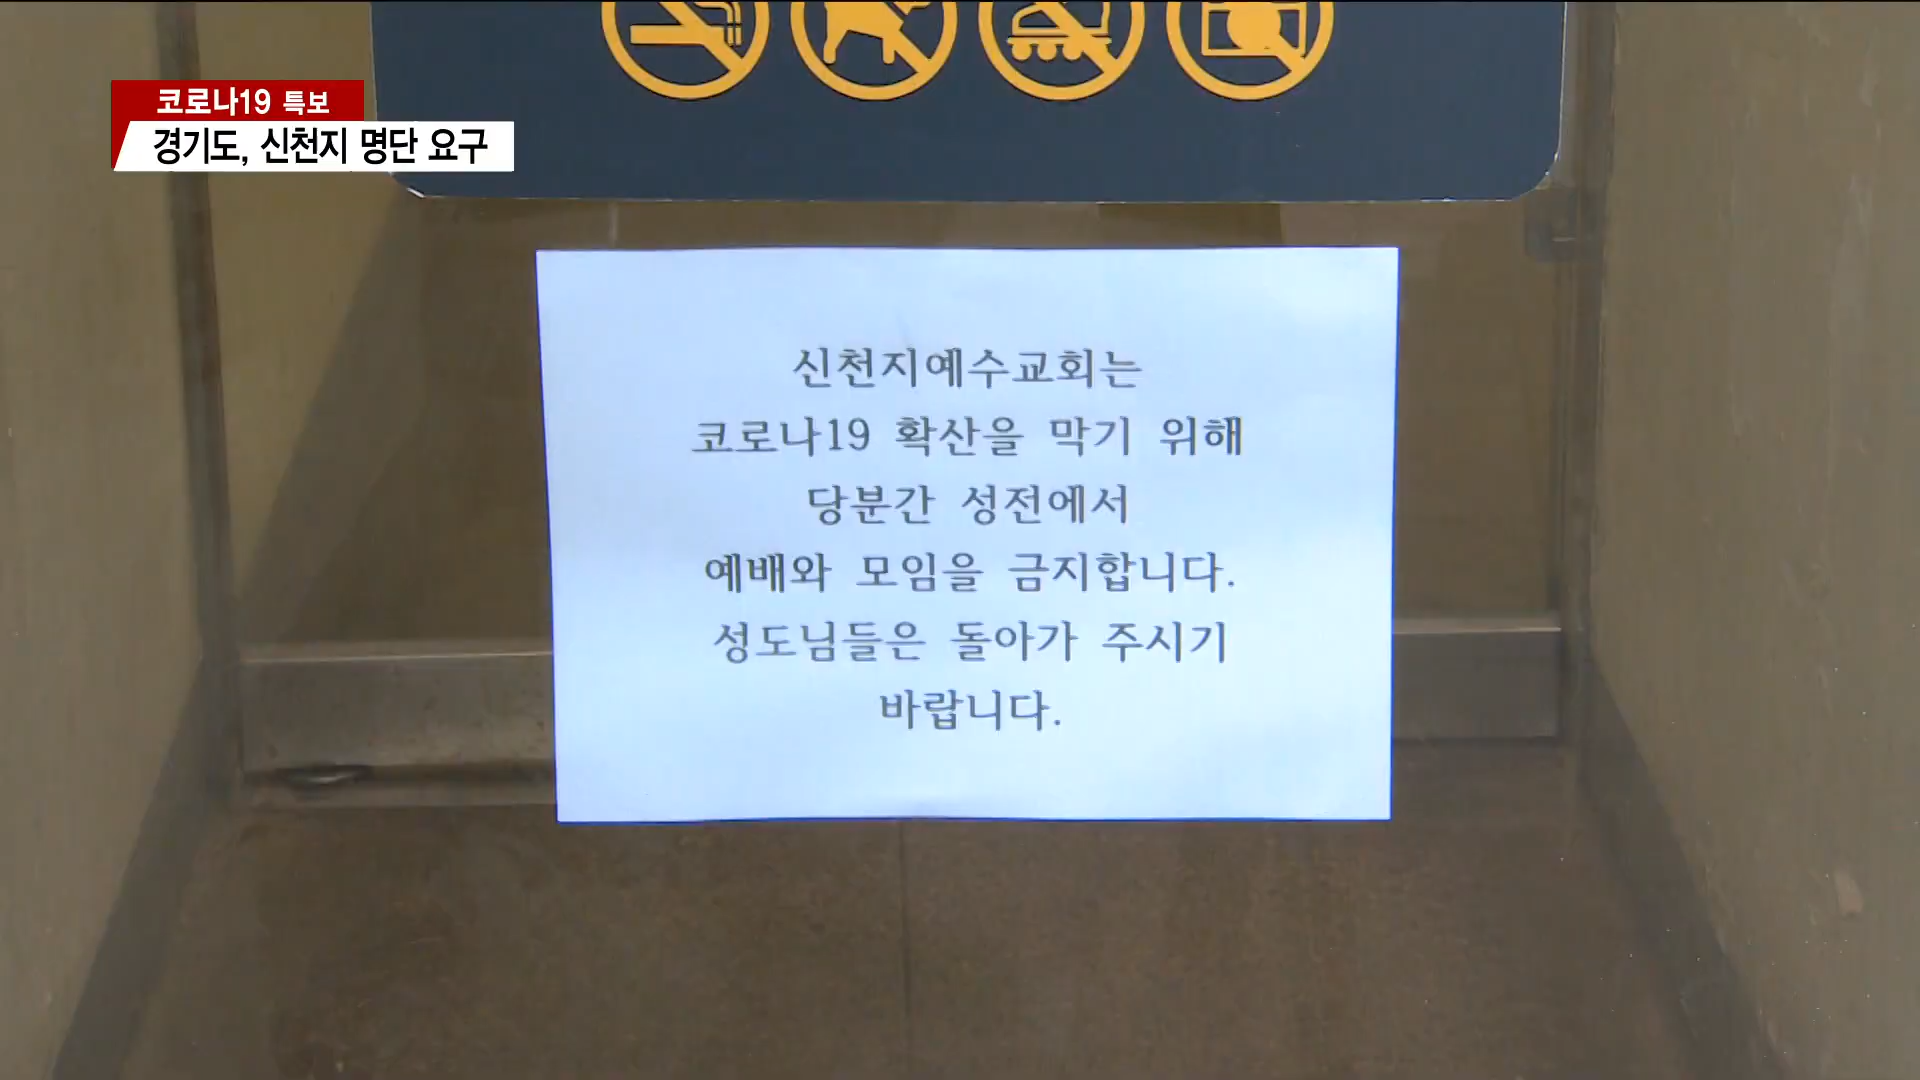 코로나19 특보
경기도, 신천지 명단 요구
신천지예수교회는
코로나19 확산을 막기 위해
당분간 성전에서
예배와 모임을 금지합니다.
성도님들은 돌아가 주시기
바랍니다.